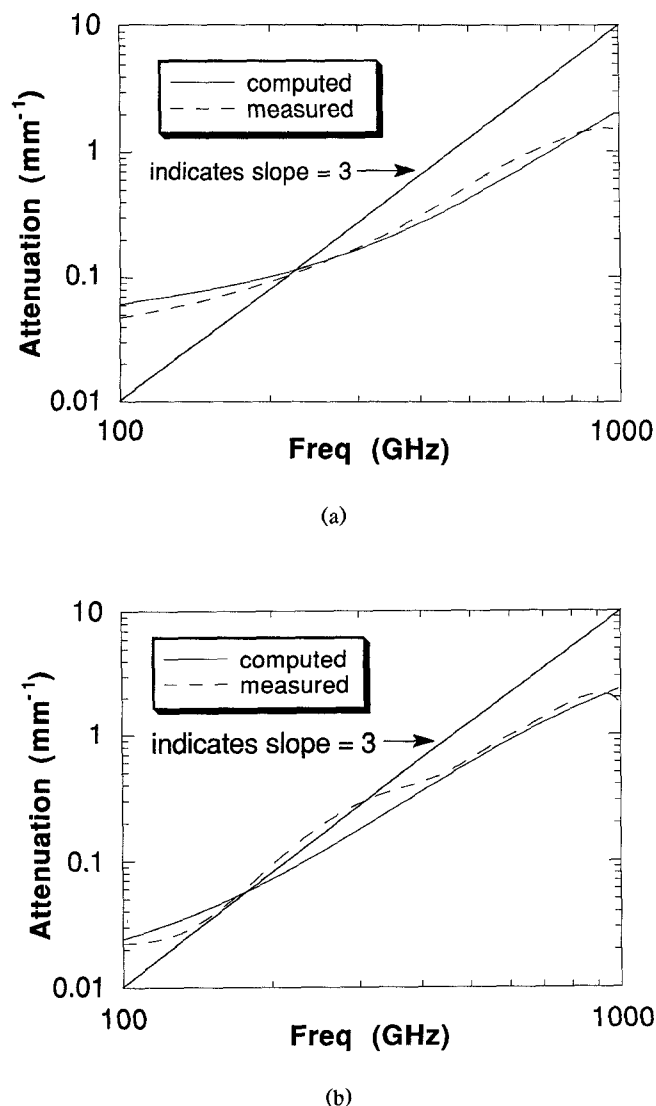 10
computed
measured
1
indicates slope = 3
Attenuation (mm⁻¹)
0.1
0.01
100
1000
Freq (GHz)
(a)
10
computed
measured
indicates slope = 3
1
Attenuation (mm⁻¹)
0.1
0.01
100
1000
Freq (GHz)
(b)